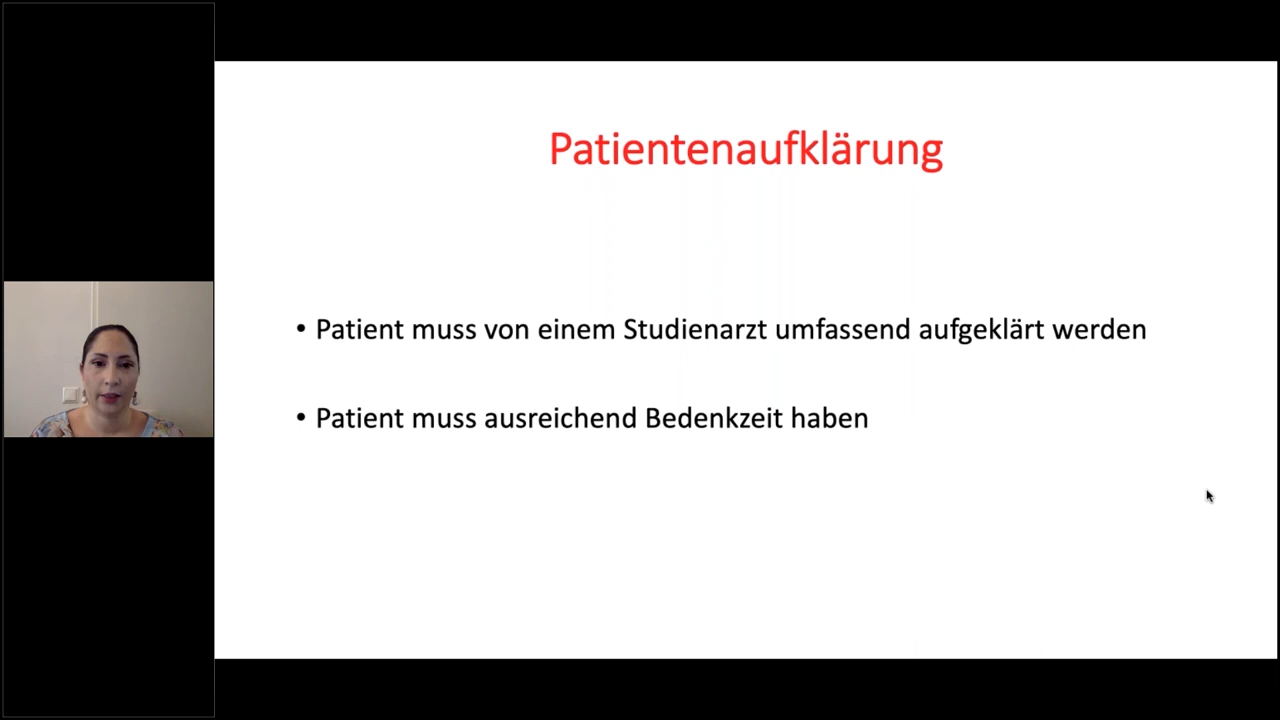 Patientenaufklärung
• Patient muss von einem Studienarzt umfassend aufgeklärt werden
• Patient muss ausreichend Bedenkzeit haben